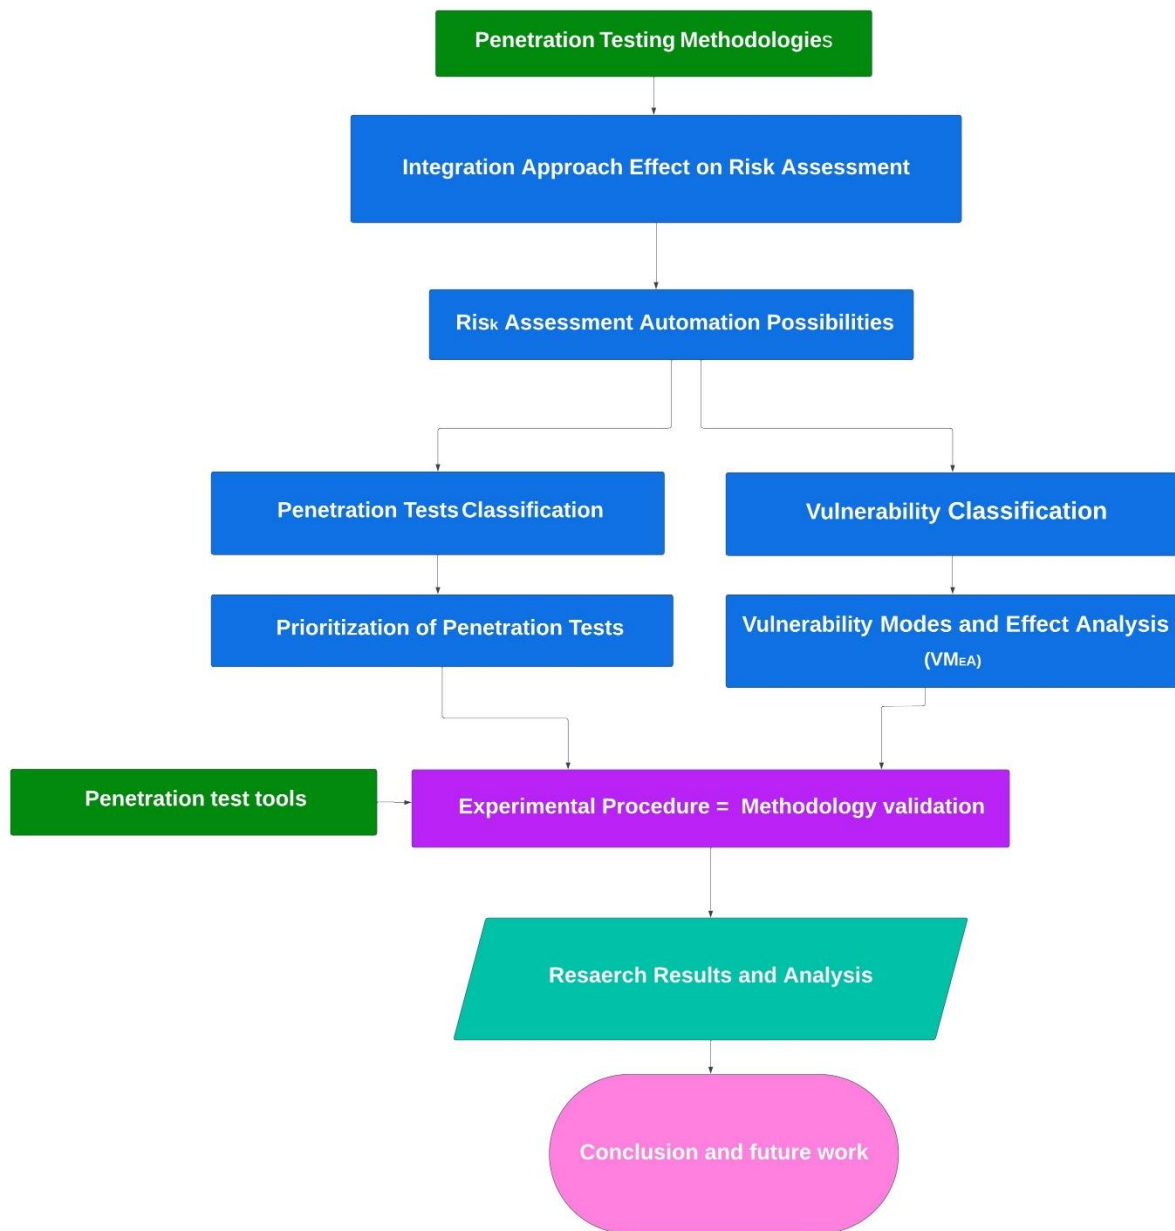 Penetration Testing Methodologies
Integration Approach Effect on Risk Assessment
Risk Assessment Automation Possibilities
Penetration Tests Classification
Vulnerability Classification
Prioritization of Penetration Tests
Vulnerability Modes and Effect Analysis
(VMEA)
Penetration test tools
Experimental Procedure = Methodology validation
Resaerch Results and Analysis
Conclusion and future work